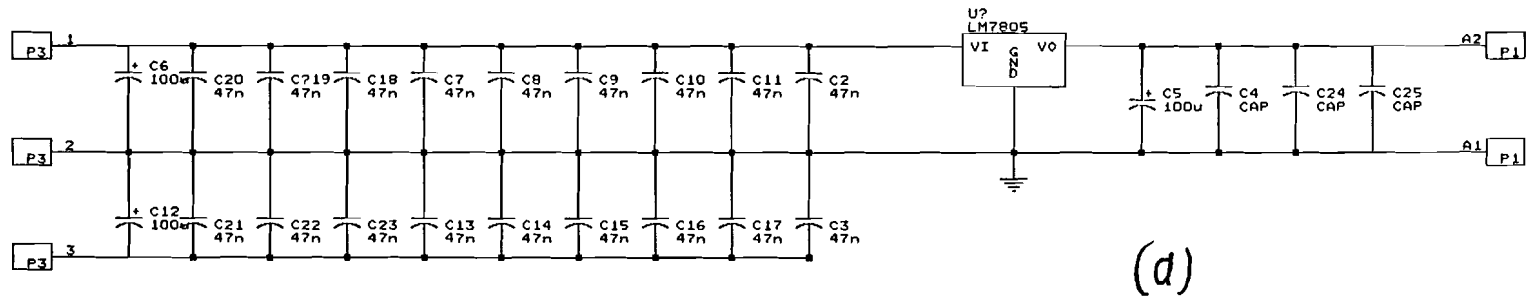 U?
LM7805
P3 1
VI GND VO
A2 P1
+ C6 100u
C20 47n
C?19 47n
C18 47n
C7 47n
C8 47n
C9 47n
C10 47n
C11 47n
C2 47n
+ C5 100u
C4 CAP
C24 CAP
C25 CAP
P3 2
A1 P1
+ C12 100u
C21 47n
C22 47n
C23 47n
C13 47n
C14 47n
C15 47n
C16 47n
C17 47n
C3 47n
P3 3
(d)